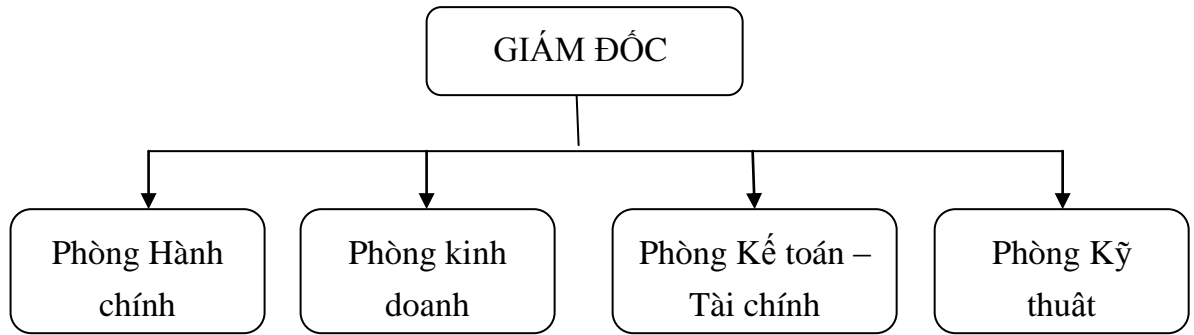 GIÁM ĐỐC
Phòng Hành
chính
Phòng kinh
doanh
Phòng Kế toán –
Tài chính
Phòng Kỹ
thuât